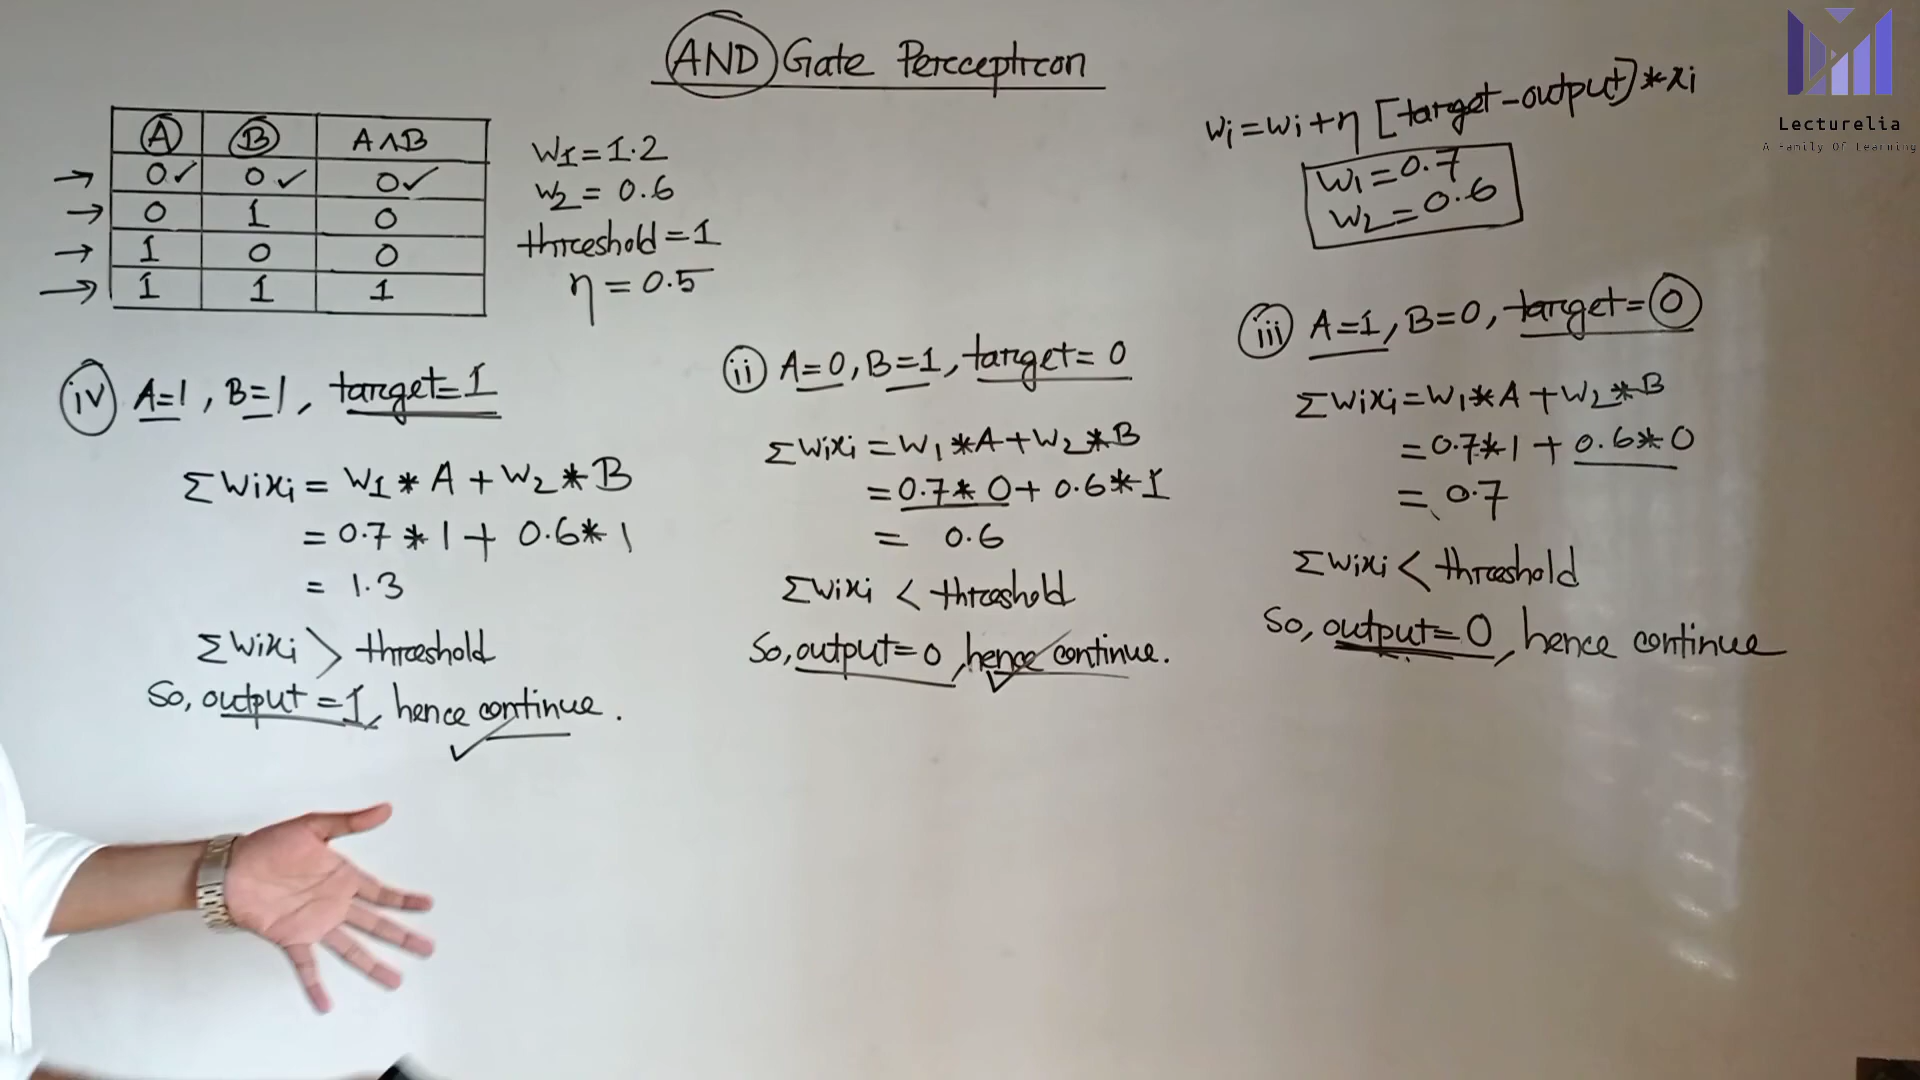 AND Gate Perceptron
A B A∧B
0✓ 0✓ 0✓
0 1 0
1 0 0
1 1 1
W1=1.2
W2=0.6
threshold=1
η=0.5
wi=wi+η[target-output]*xi
W1=0.7
W2=0.6
iv A=1, B=1, target=1
ΣWiXi=W1*A+W2*B
=0.7*1+0.6*1
=1.3
ΣWiXi>threshold
So, output=1, hence continue.
ii A=0, B=1, target=0
ΣWiXi=W1*A+W2*B
=0.7*0+0.6*1
=0.6
ΣWiXi<threshold
So, output=0, hence continue.
iii A=1, B=0, target=0
ΣWiXi=W1*A+W2*B
=0.7*1+0.6*0
=0.7
ΣWiXi<threshold
So, output=0, hence continue
Lecturelia
A Family Of Learning